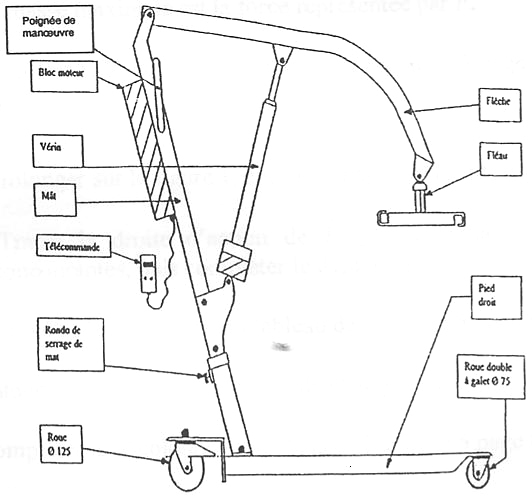 Poignée de
manœuvre
Bloc moteur
Vérin
Mât
Télécommande
Rondo de
serrage de
mat
Roue
Ø 125
Flèche
Fléau
Pied
droit
Roue double
à galet Ø 75